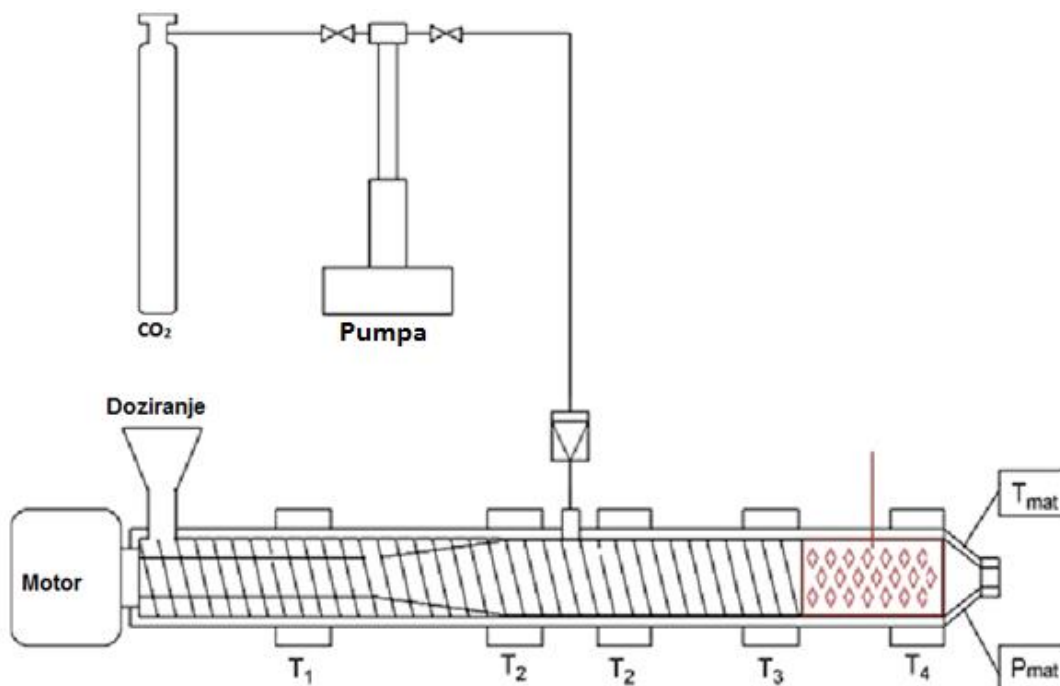 CO₂
Pumpa
Doziranje
Motor
T₁
T₂
T₂
T₃
T₄
Tmat
Pmat